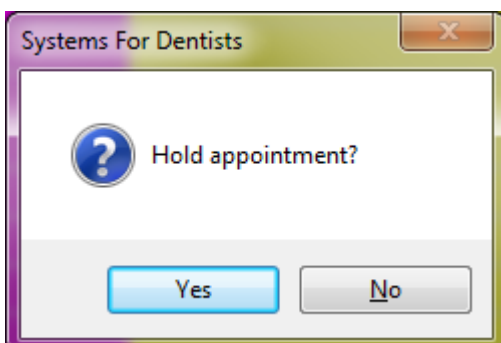 Systems For Dentists
Hold appointment?
Yes
No